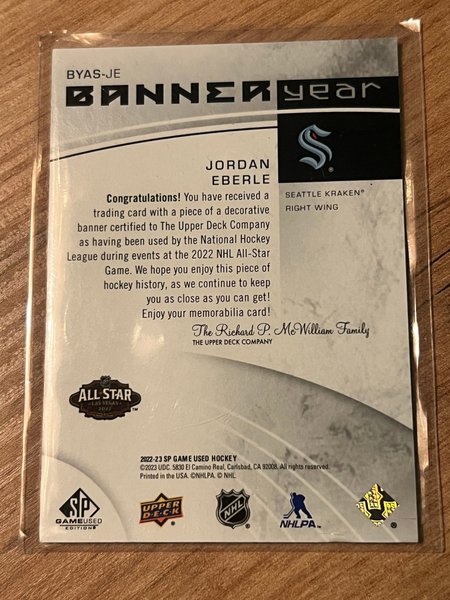 BYAS-JE
BANNER year
JORDAN
EBERLE
SEATTLE KRAKEN®
RIGHT WING
Congratulations! You have received a
trading card with a piece of a decorative
banner certified to The Upper Deck Company
as having been used by the National Hockey
League during events at the 2022 NHL All-Star
Game. We hope you enjoy this piece of
hockey history, as we continue to keep
you as close as you can get!
Enjoy your memorabilia card!
The Richard P. McWilliam Family
THE UPPER DECK COMPANY
ALL STAR
LAS VEGAS
2022
™
2022-23 SP GAME USED HOCKEY
©2023 UDC. 5830 El Camino Real, Carlsbad, CA 92008. All rights reserved.
Printed in the USA. ©NHLPA. © NHL.
SP
GAMEUSED
EDITION®
UPPER
DECK
NHL
®
NHLPA™
®